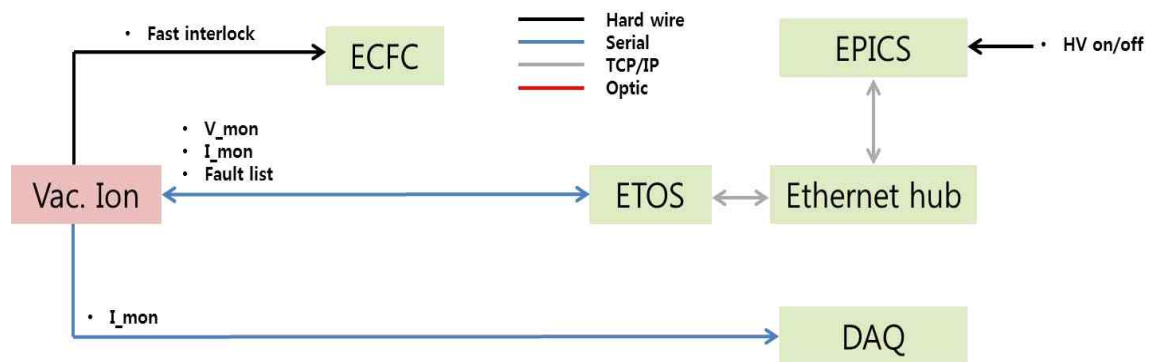 • Fast interlock
ECFC
Hard wire
Serial
TCP/IP
Optic
EPICS
• HV on/off
• V_mon
• I_mon
• Fault list
Vac. Ion
ETOS
Ethernet hub
• I_mon
DAQ